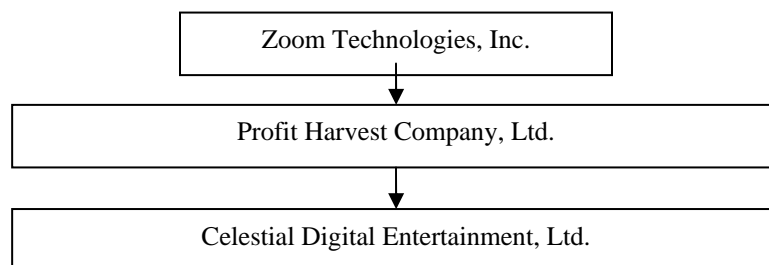 Zoom Technologies, Inc.
Profit Harvest Company, Ltd.
Celestial Digital Entertainment, Ltd.